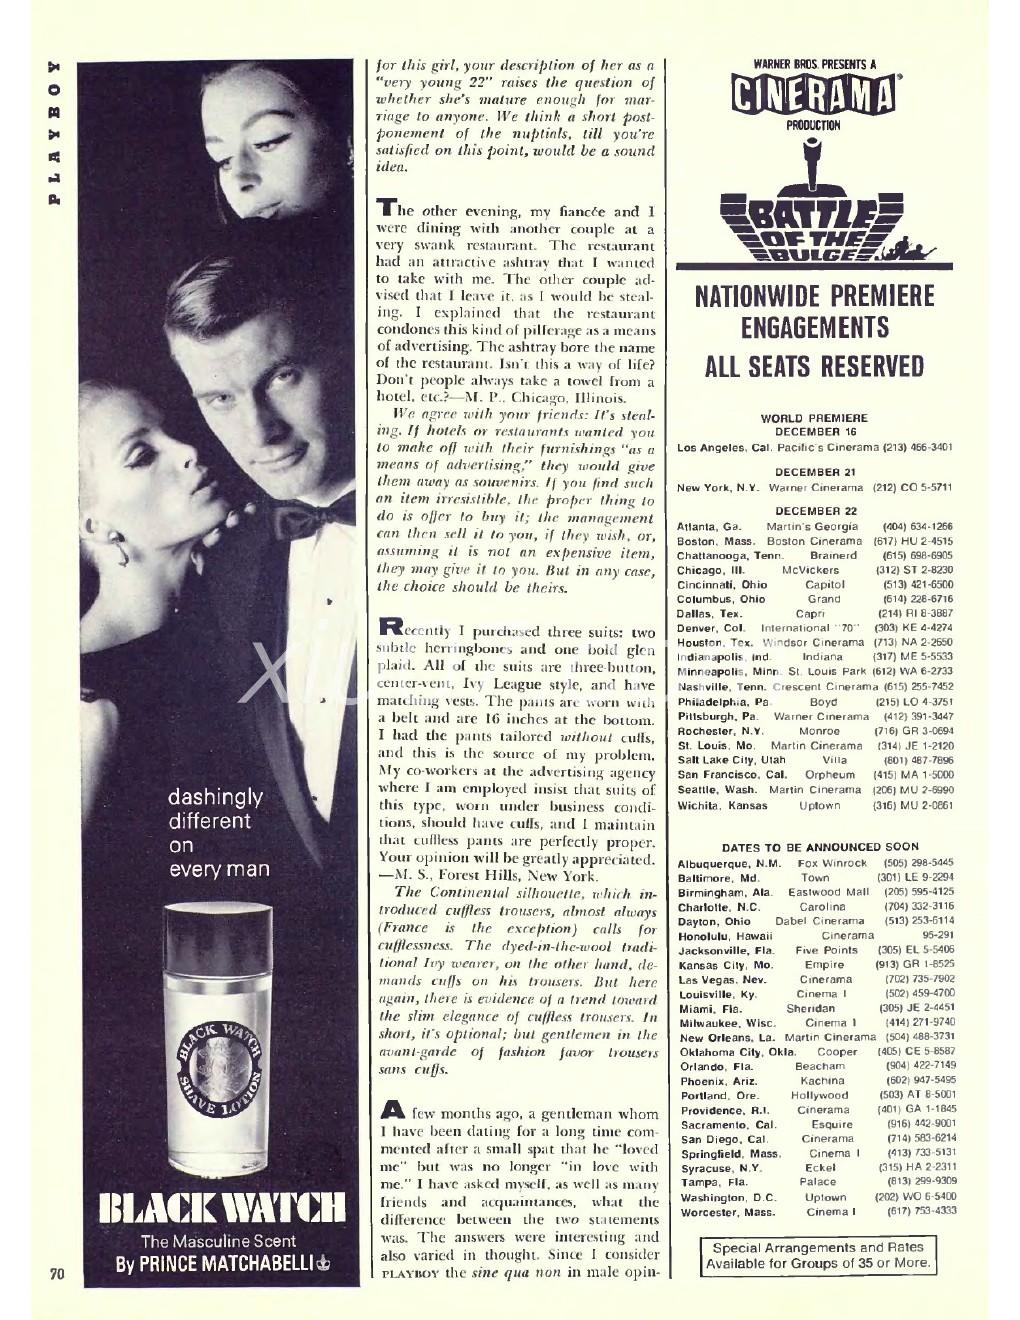 PLAYBOY
dashingly
different
on
every man
BLACK WATCH
SHAVE LOTION
BLACK WATCH
The Masculine Scent
By PRINCE MATCHABELLI
70
for this girl, your description of her as a
“very young 22” raises the question of
whether she's mature enough for mar-
riage to anyone. We think a short post-
ponement of the nuptials, till you're
satisfied on this point, would be a sound
idea.
The other evening, my fiancée and I
were dining with another couple at a
very swank restaurant. The restaurant
had an attractive ashtray that I wanted
to take with me. The other couple ad-
vised that I leave it, as I would be steal-
ing. I explained that the restaurant
condones this kind of pilferage as a means
of advertising. The ashtray bore the name
of the restaurant. Isn't this a way of life?
Don't people always take a towel from a
hotel, etc.?—M. P., Chicago, Illinois.
We agree with your friends: It's steal-
ing. If hotels or restaurants wanted you
to make off with their furnishings “as a
means of advertising,” they would give
them away as souvenirs. If you find such
an item irresistible, the proper thing to
do is offer to buy it; the management
can then sell it to you, if they wish, or,
assuming it is not an expensive item,
they may give it to you. But in any case,
the choice should be theirs.
Recently I purchased three suits: two
subtle herringbones and one bold glen
plaid. All of the suits are three-button,
center-vent, Ivy League style, and have
matching vests. The pants are worn with
a belt and are 16 inches at the bottom.
I had the pants tailored without cuffs,
and this is the source of my problem.
My co-workers at the advertising agency
where I am employed insist that suits of
this type, worn under business condi-
tions, should have cuffs, and I maintain
that cuffless pants are perfectly proper.
Your opinion will be greatly appreciated.
—M. S., Forest Hills, New York.
The Continental silhouette, which in-
troduced cuffless trousers, almost always
(France is the exception) calls for
cufflessness. The dyed-in-the-wool tradi-
tional Ivy wearer, on the other hand, de-
mands cuffs on his trousers. But here
again, there is evidence of a trend toward
the slim elegance of cuffless trousers. In
short, it's optional; but gentlemen in the
avant-garde of fashion favor trousers
sans cuffs.
A few months ago, a gentleman whom
I have been dating for a long time com-
mented after a small spat that he “loved
me” but was no longer “in love with
me.” I have asked myself, as well as many
friends and acquaintances, what the
difference between the two statements
was. The answers were interesting and
also varied in thought. Since I consider
PLAYBOY the sine qua non in male opin-
WARNER BROS. PRESENTS A
CINERAMA®
PRODUCTION
BATTLE
OF THE
BULGE
NATIONWIDE PREMIERE
ENGAGEMENTS
ALL SEATS RESERVED
WORLD PREMIERE
DECEMBER 16
Los Angeles, Cal. Pacific's Cinerama (213) 466-3401
DECEMBER 21
New York, N.Y. Warner Cinerama (212) CO 5-5711
DECEMBER 22
Atlanta, Ga. Martin's Georgia (404) 634-1266
Boston, Mass. Boston Cinerama (617) HU 2-4515
Chattanooga, Tenn. Brainerd (615) 698-6905
Chicago, Ill. McVickers (312) ST 2-8230
Cincinnati, Ohio Capitol (513) 421-6500
Columbus, Ohio Grand (614) 228-6716
Dallas, Tex. Capri (214) RI 8-3887
Denver, Col. International "70" (303) KE 4-4274
Houston, Tex. Windsor Cinerama (713) NA 2-2650
Indianapolis, Ind. Indiana (317) ME 5-5533
Minneapolis, Minn. St. Louis Park (612) WA 6-2733
Nashville, Tenn. Crescent Cinerama (615) 255-7452
Philadelphia, Pa. Boyd (215) LO 4-3751
Pittsburgh, Pa. Warner Cinerama (412) 391-3447
Rochester, N.Y. Monroe (716) GR 3-0694
St. Louis, Mo. Martin Cinerama (314) JE 1-2120
Salt Lake City, Utah Villa (801) 487-7896
San Francisco, Cal. Orpheum (415) MA 1-5000
Seattle, Wash. Martin Cinerama (206) MU 2-6990
Wichita, Kansas Uptown (316) MU 2-0861
DATES TO BE ANNOUNCED SOON
Albuquerque, N.M. Fox Winrock (505) 298-5445
Baltimore, Md. Town (301) LE 9-2294
Birmingham, Ala. Eastwood Mall (205) 595-4125
Charlotte, N.C. Carolina (704) 332-3116
Dayton, Ohio Dabel Cinerama (513) 253-6114
Honolulu, Hawaii Cinerama 95-291
Jacksonville, Fla. Five Points (305) EL 5-5406
Kansas City, Mo. Empire (913) GR 1-8525
Las Vegas, Nev. Cinerama (702) 735-7902
Louisville, Ky. Cinema I (502) 459-4700
Miami, Fla. Sheridan (305) JE 2-4451
Milwaukee, Wisc. Cinema I (414) 271-9740
New Orleans, La. Martin Cinerama (504) 488-3731
Oklahoma City, Okla. Cooper (405) CE 5-8587
Orlando, Fla. Beacham (904) 422-7149
Phoenix, Ariz. Kachina (602) 947-5495
Portland, Ore. Hollywood (503) AT 8-5001
Providence, R.I. Cinerama (401) GA 1-1845
Sacramento, Cal. Esquire (916) 442-9001
San Diego, Cal. Cinerama (714) 583-6214
Springfield, Mass. Cinema I (413) 733-5131
Syracuse, N.Y. Eckel (315) HA 2-2311
Tampa, Fla. Palace (813) 299-9309
Washington, D.C. Uptown (202) WO 6-5400
Worcester, Mass. Cinema I (617) 753-4333
Special Arrangements and Rates
Available for Groups of 35 or More.